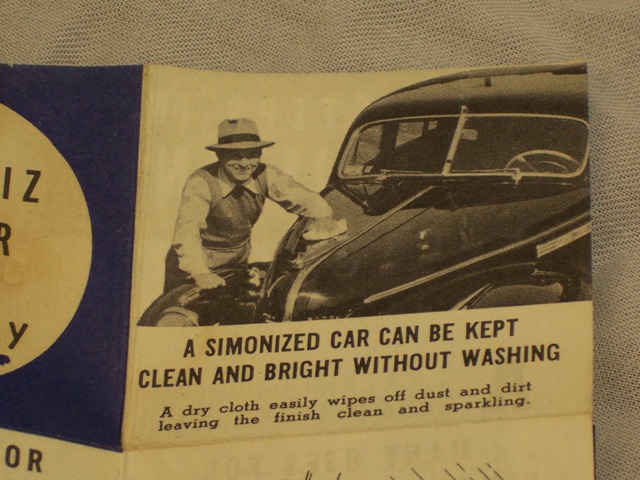 IZ
R
Y
OR
A SIMONIZED CAR CAN BE KEPT
CLEAN AND BRIGHT WITHOUT WASHING
A dry cloth easily wipes off dust and dirt
leaving the finish clean and sparkling.